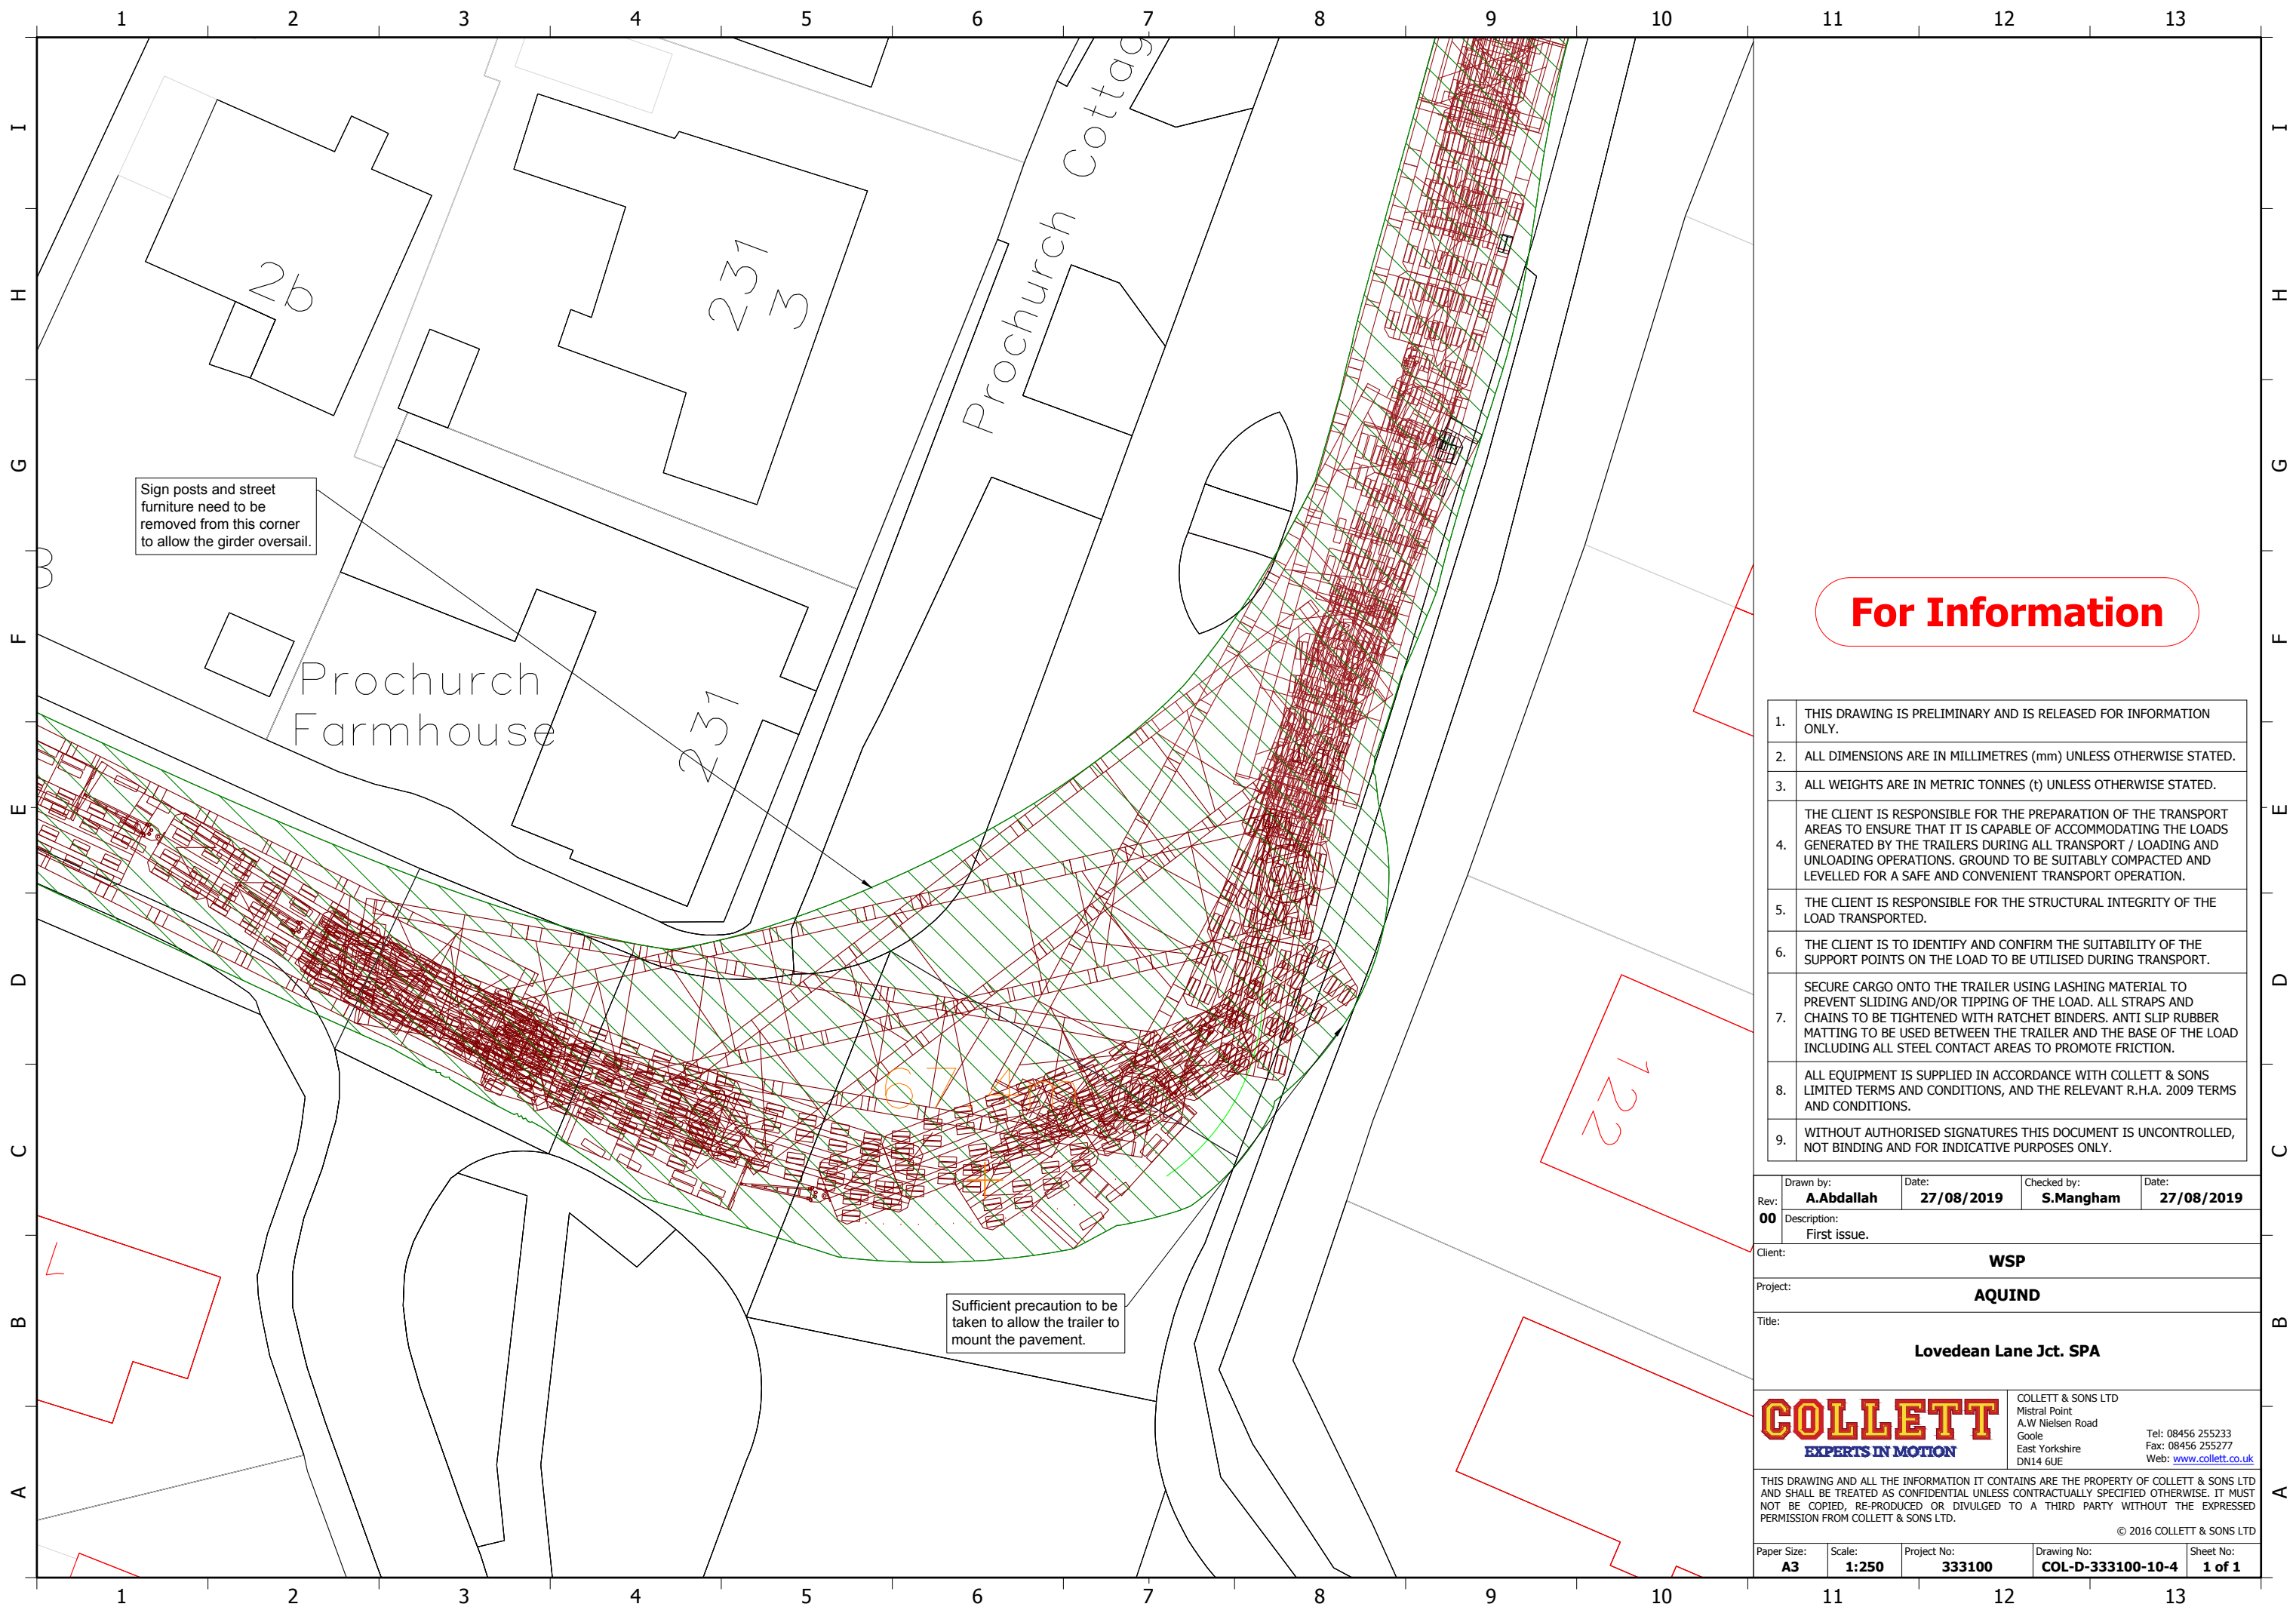 1 2 3 4 5 6 7 8 9 10 11 12 13
I
H
G
F
E
D
C
B
A
I
H
G
F
E
D
C
B
A
26
231
3
Prochurch Cottag
Sign posts and street
furniture need to be
removed from this corner
to allow the girder oversail.
Prochurch
Farmhouse
231
122
Sufficient precaution to be
taken to allow the trailer to
mount the pavement.
For Information
1. THIS DRAWING IS PRELIMINARY AND IS RELEASED FOR INFORMATION
ONLY.
2. ALL DIMENSIONS ARE IN MILLIMETRES (mm) UNLESS OTHERWISE STATED.
3. ALL WEIGHTS ARE IN METRIC TONNES (t) UNLESS OTHERWISE STATED.
4. THE CLIENT IS RESPONSIBLE FOR THE PREPARATION OF THE TRANSPORT
AREAS TO ENSURE THAT IT IS CAPABLE OF ACCOMMODATING THE LOADS
GENERATED BY THE TRAILERS DURING ALL TRANSPORT / LOADING AND
UNLOADING OPERATIONS. GROUND TO BE SUITABLY COMPACTED AND
LEVELLED FOR A SAFE AND CONVENIENT TRANSPORT OPERATION.
5. THE CLIENT IS RESPONSIBLE FOR THE STRUCTURAL INTEGRITY OF THE
LOAD TRANSPORTED.
6. THE CLIENT IS TO IDENTIFY AND CONFIRM THE SUITABILITY OF THE
SUPPORT POINTS ON THE LOAD TO BE UTILISED DURING TRANSPORT.
7. SECURE CARGO ONTO THE TRAILER USING LASHING MATERIAL TO
PREVENT SLIDING AND/OR TIPPING OF THE LOAD. ALL STRAPS AND
CHAINS TO BE TIGHTENED WITH RATCHET BINDERS. ANTI SLIP RUBBER
MATTING TO BE USED BETWEEN THE TRAILER AND THE BASE OF THE LOAD
INCLUDING ALL STEEL CONTACT AREAS TO PROMOTE FRICTION.
8. ALL EQUIPMENT IS SUPPLIED IN ACCORDANCE WITH COLLETT & SONS
LIMITED TERMS AND CONDITIONS, AND THE RELEVANT R.H.A. 2009 TERMS
AND CONDITIONS.
9. WITHOUT AUTHORISED SIGNATURES THIS DOCUMENT IS UNCONTROLLED,
NOT BINDING AND FOR INDICATIVE PURPOSES ONLY.
Rev: Drawn by: Date: Checked by: Date:
00 A.Abdallah 27/08/2019 S.Mangham 27/08/2019
Description:
First issue.
Client:
WSP
Project:
AQUIND
Title:
Lovedean Lane Jct. SPA
COLLETT
EXPERTS IN MOTION
COLLETT & SONS LTD
Mistral Point
A.W Nielsen Road
Goole
East Yorkshire
DN14 6UE
Tel: 08456 255233
Fax: 08456 255277
Web: www.collett.co.uk
THIS DRAWING AND ALL THE INFORMATION IT CONTAINS ARE THE PROPERTY OF COLLETT & SONS LTD
AND SHALL BE TREATED AS CONFIDENTIAL UNLESS CONTRACTUALLY SPECIFIED OTHERWISE. IT MUST
NOT BE COPIED, RE-PRODUCED OR DIVULGED TO A THIRD PARTY WITHOUT THE EXPRESSED
PERMISSION FROM COLLETT & SONS LTD.
© 2016 COLLETT & SONS LTD
Paper Size: Scale: Project No: Drawing No: Sheet No:
A3 1:250 333100 COL-D-333100-10-4 1 of 1
1 2 3 4 5 6 7 8 9 10 11 12 13